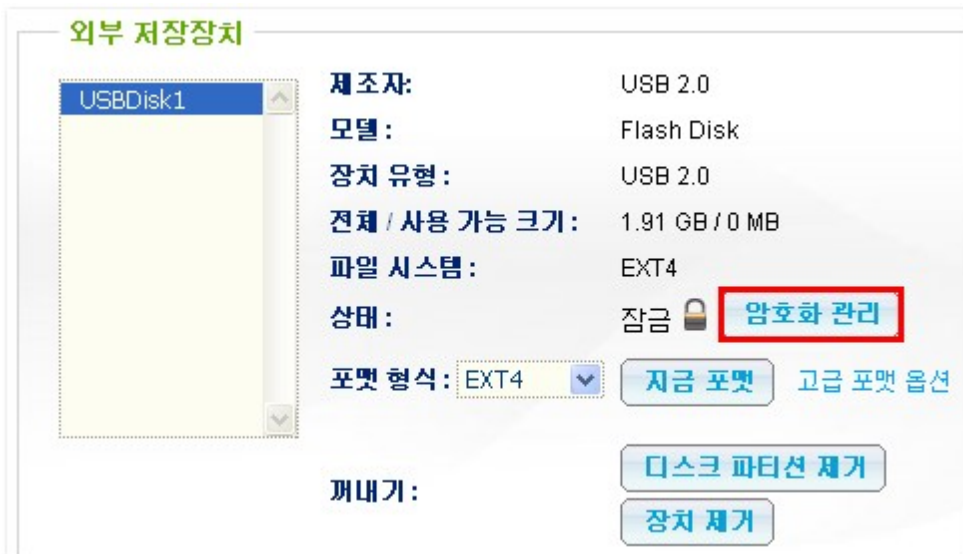 외부 저장장치
USBDisk1
제조자: USB 2.0
모델 : Flash Disk
장치 유형 : USB 2.0
전체 / 사용 가능 크기 : 1.91 GB / 0 MB
파일 시스템 : EXT4
상태 : 잠금 암호화 관리
포맷 형식 : EXT4 지금 포맷 고급 포맷 옵션
꺼내기 : 디스크 파티션 제거
장치 제거